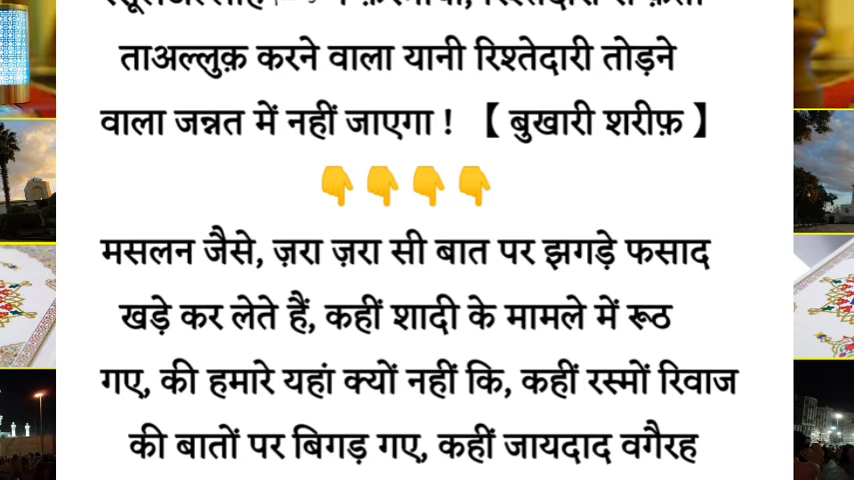 ताअल्लुक़ करने वाला यानी रिश्तेदारी तोड़ने
वाला जन्नत में नहीं जाएगा ! 【 बुखारी शरीफ़ 】
👇👇👇👇
मसलन जैसे, ज़रा ज़रा सी बात पर झगड़े फसाद
खड़े कर लेते हैं, कहीं शादी के मामले में रूठ
गए, की हमारे यहां क्यों नहीं कि, कहीं रस्मों रिवाज
की बातों पर बिगड़ गए, कहीं जायदाद वगैरह